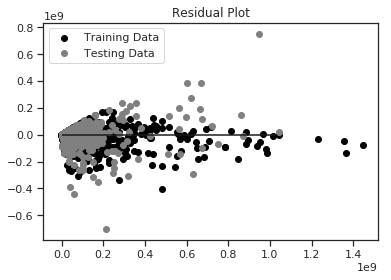 Residual Plot
1e9
Training Data
Testing Data
0.8
0.6
0.4
0.2
0.0
−0.2
−0.4
−0.6
0.0 0.2 0.4 0.6 0.8 1.0 1.2 1.4
1e9